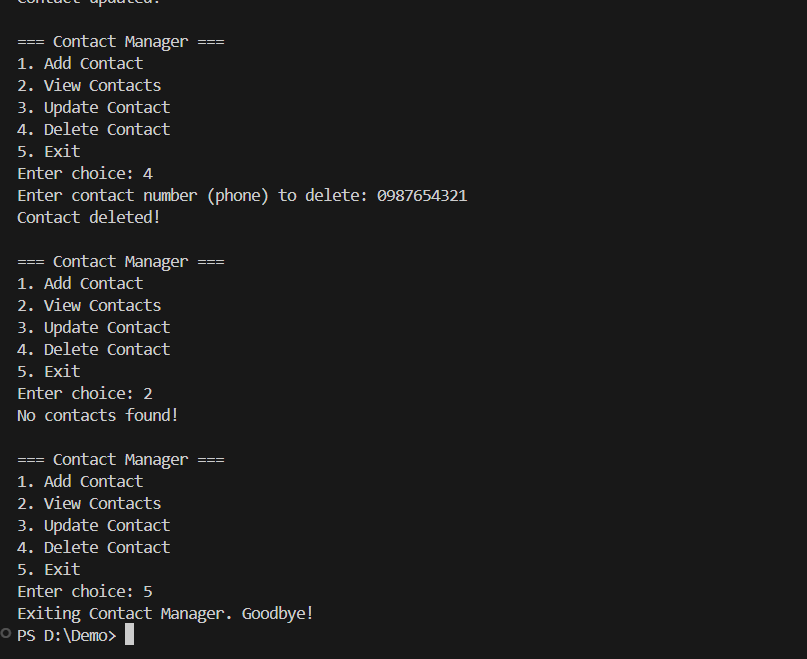 Contact updated!
=== Contact Manager ===
1. Add Contact
2. View Contacts
3. Update Contact
4. Delete Contact
5. Exit
Enter choice: 4
Enter contact number (phone) to delete: 0987654321
Contact deleted!
=== Contact Manager ===
1. Add Contact
2. View Contacts
3. Update Contact
4. Delete Contact
5. Exit
Enter choice: 2
No contacts found!
=== Contact Manager ===
1. Add Contact
2. View Contacts
3. Update Contact
4. Delete Contact
5. Exit
Enter choice: 5
Exiting Contact Manager. Goodbye!
PS D:\Demo>